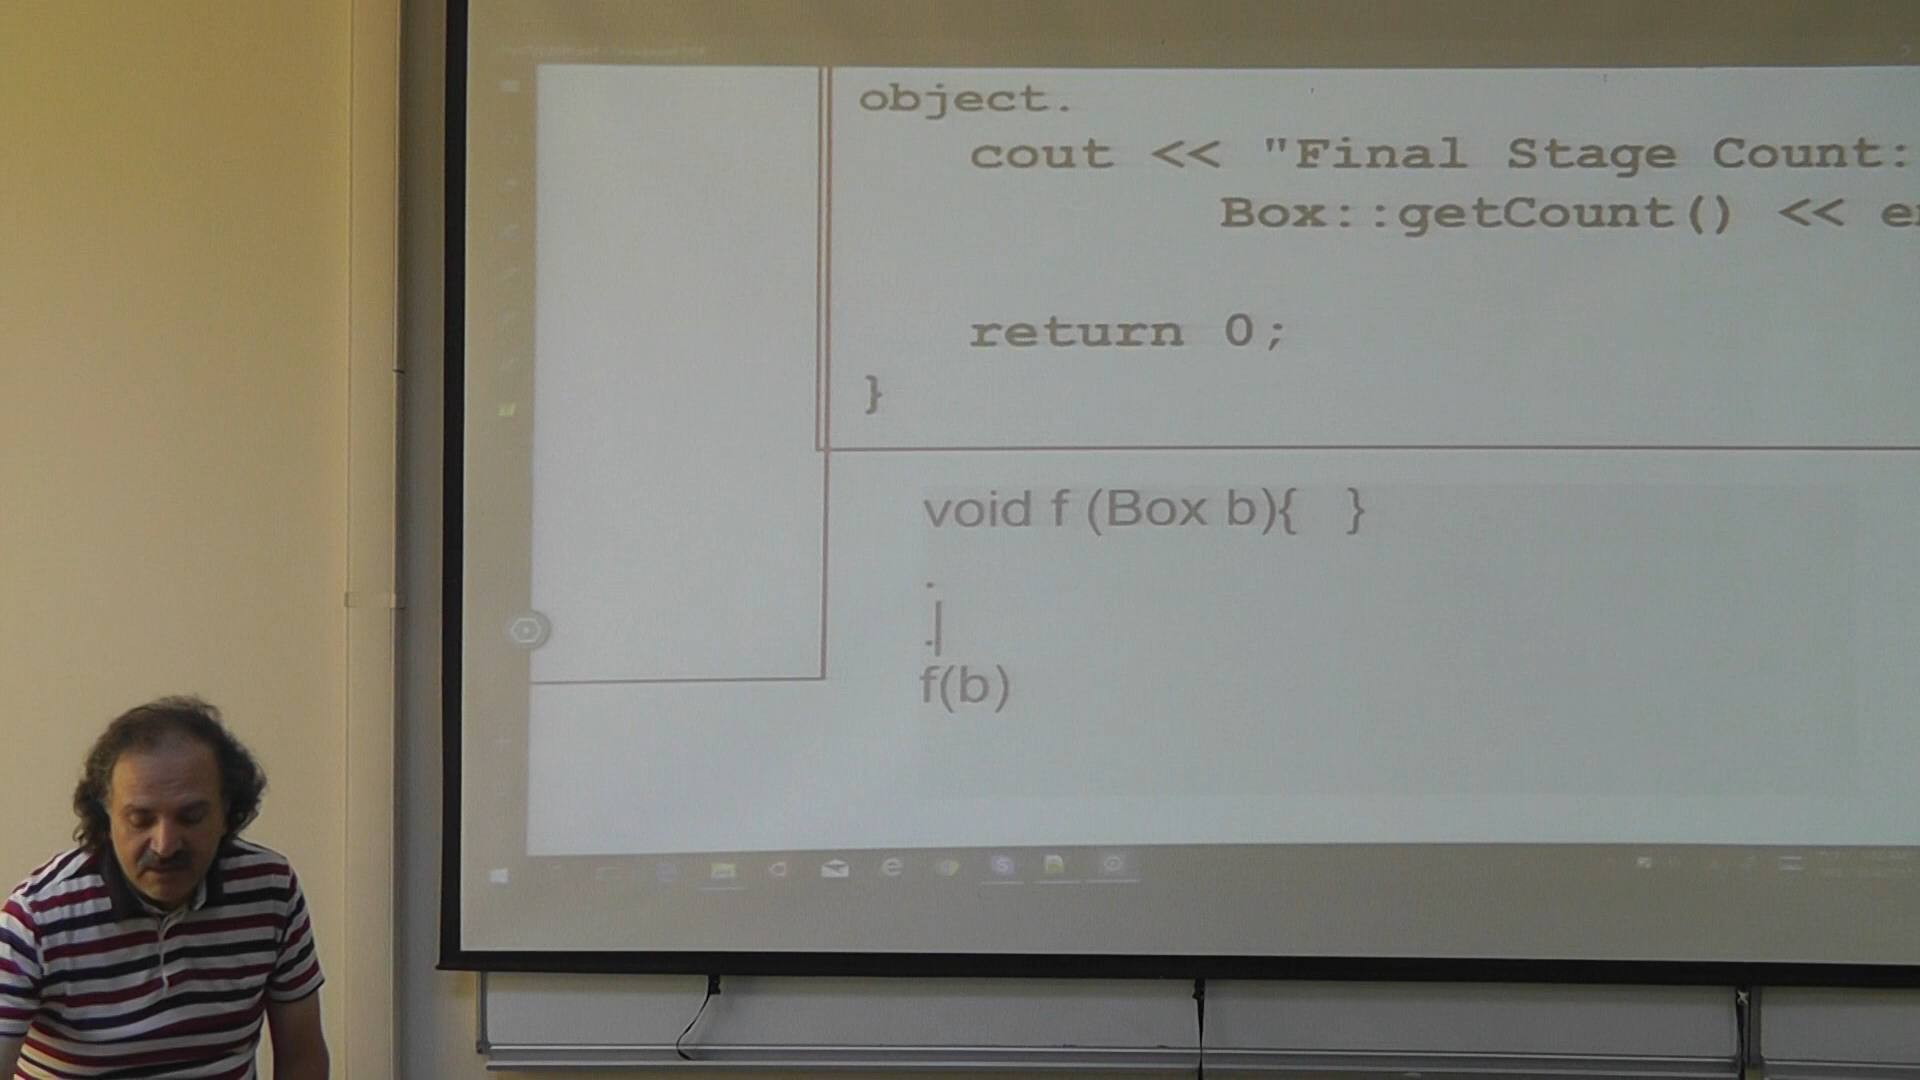 object.
cout << "Final Stage Count:
Box::getCount() <<
return 0;
}
void f (Box b){ }
.
.
f(b)